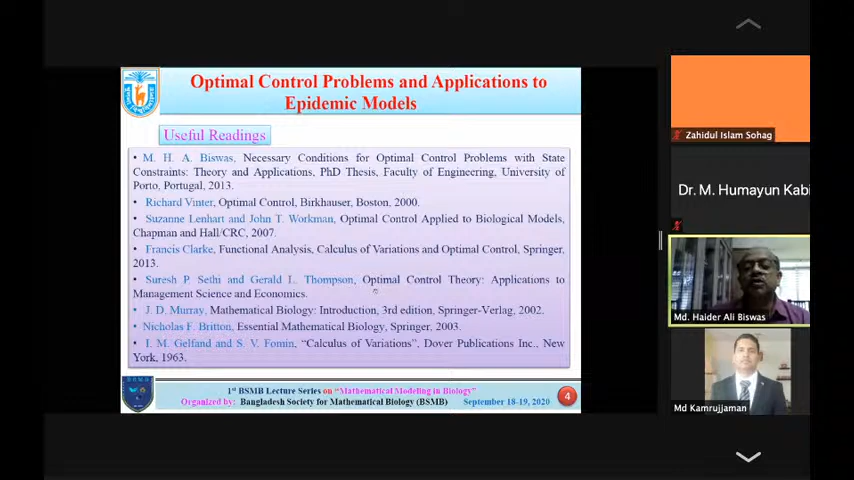 Optimal Control Problems and Applications to
Epidemic Models
Useful Readings
• M. H. A. Biswas, Necessary Conditions for Optimal Control Problems with State
Constraints: Theory and Applications, PhD Thesis, Faculty of Engineering, University of
Porto, Portugal, 2013.
• Richard Vinter, Optimal Control, Birkhauser, Boston, 2000.
• Suzanne Lenhart and John T. Workman, Optimal Control Applied to Biological Models,
Chapman and Hall/CRC, 2007.
• Francis Clarke, Functional Analysis, Calculus of Variations and Optimal Control, Springer,
2013.
• Suresh P. Sethi and Gerald L. Thompson, Optimal Control Theory: Applications to
Management Science and Economics.
• J. D. Murray, Mathematical Biology: Introduction, 3rd edition, Springer-Verlag, 2002.
• Nicholas F. Britton, Essential Mathematical Biology, Springer, 2003.
• I. M. Gelfand and S. V. Fomin, “Calculus of Variations”, Dover Publications Inc., New
York, 1963.
1st BSMB Lecture Series on “Mathematical Modeling in Biology”
Organized by: Bangladesh Society for Mathematical Biology (BSMB) September 18-19, 2020
4
Zahidul Islam Sohag
Dr. M. Humayun Kabi
Md. Haider Ali Biswas
Md Kamrujjaman